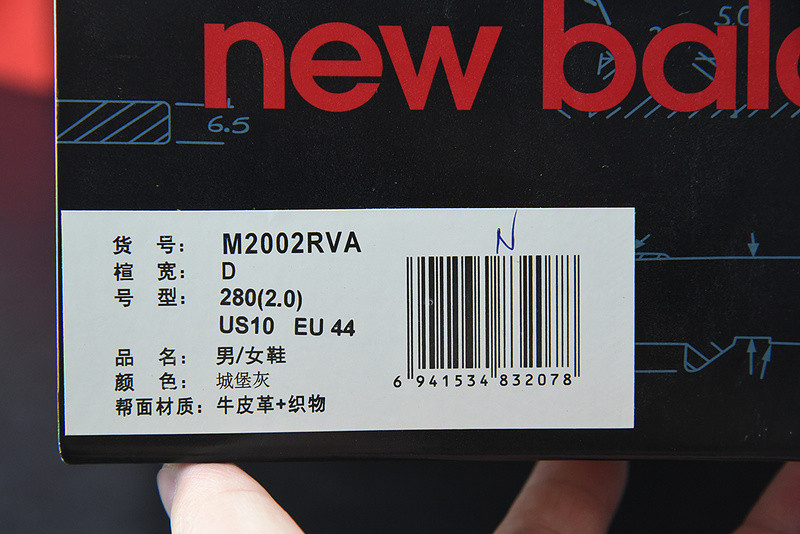 new bala
5.0
6.5
N
货 号: M2002RVA
楦 宽: D
号 型: 280(2.0)
US10 EU 44
品 名: 男/女鞋
颜 色: 城堡灰
帮面材质: 牛皮革+织物
6 941534 832078